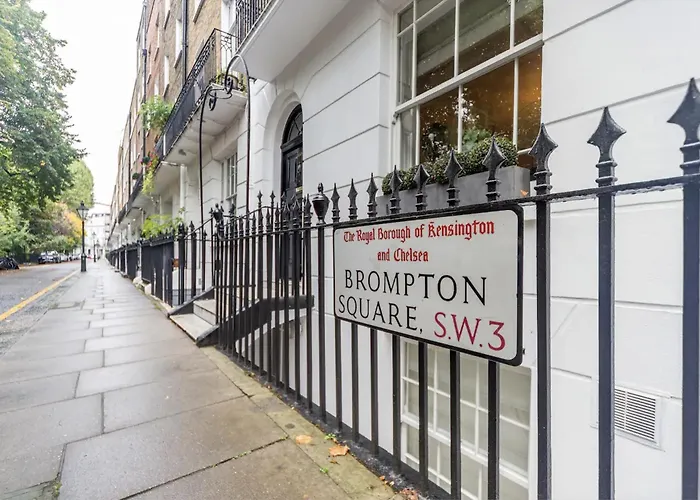 The Royal Borough of Kensington
and Chelsea
BROMPTON
SQUARE, S.W.3